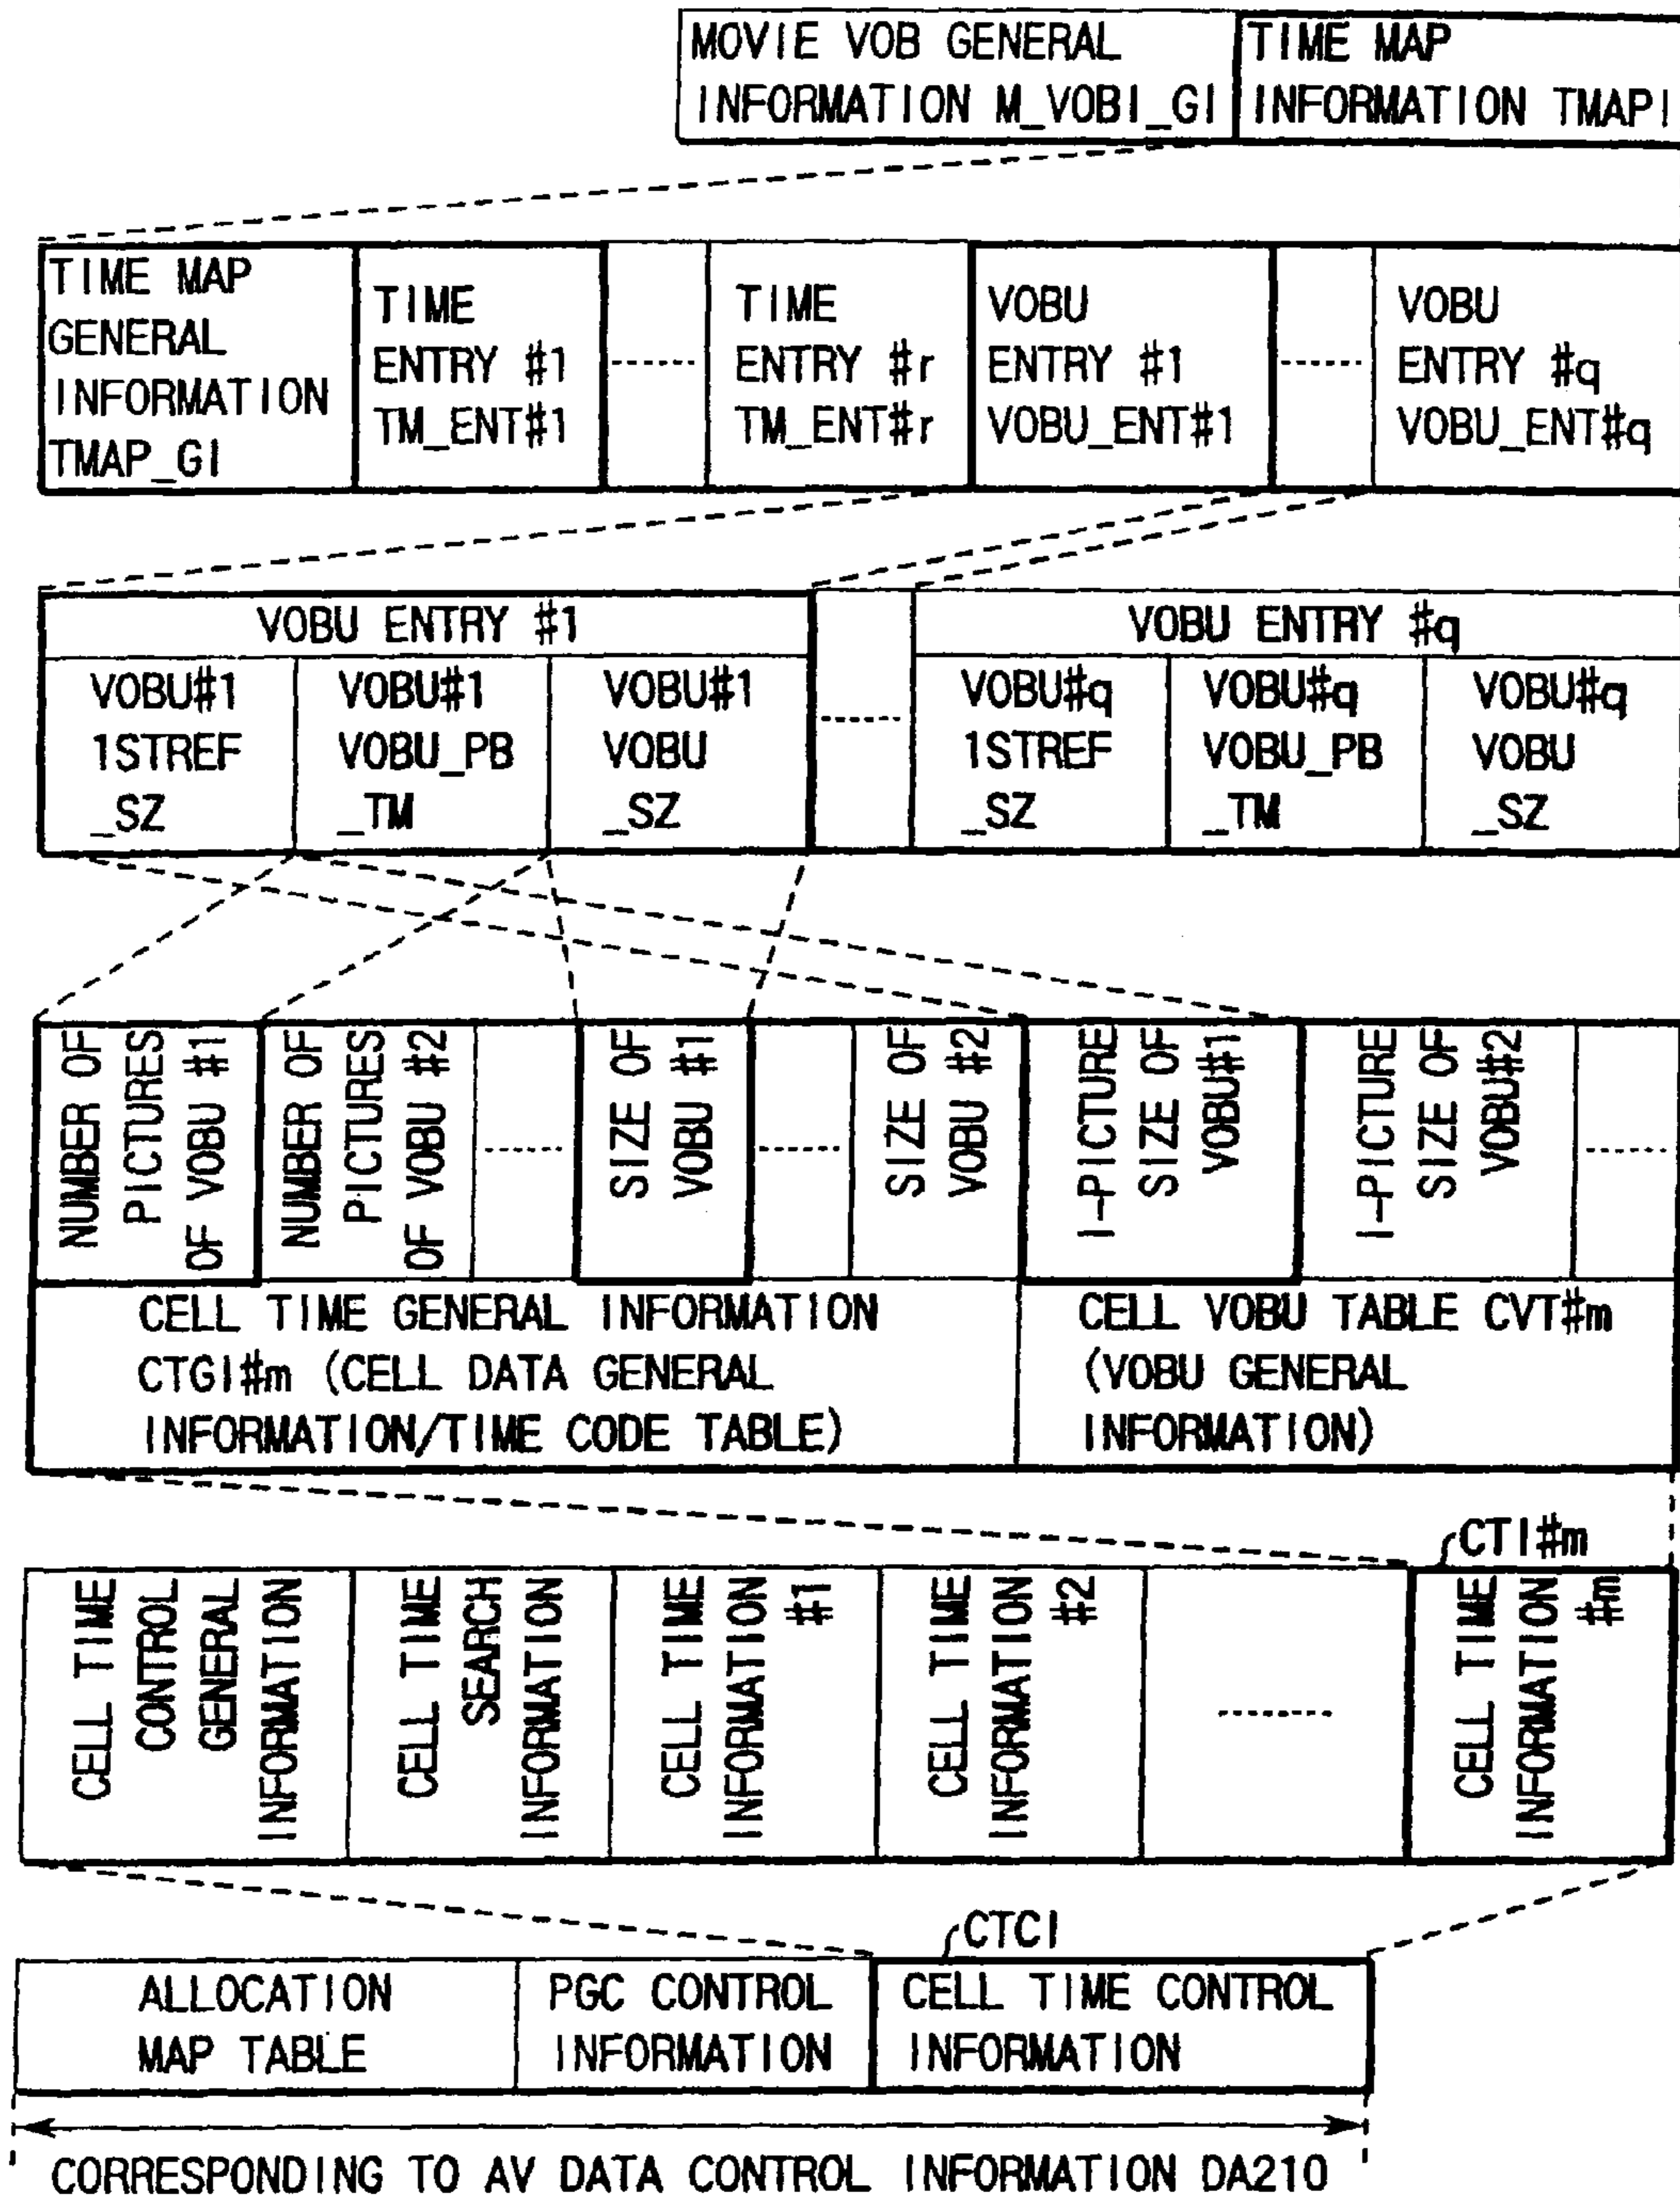 MOVIE VOB GENERAL
INFORMATION M_VOBI_GI
TIME MAP
INFORMATION TMAPI
TIME MAP
GENERAL
INFORMATION
TMAP_GI
TIME
ENTRY #1
TM_ENT#1
TIME
ENTRY #r
TM_ENT#r
VOBU
ENTRY #1
VOBU_ENT#1
VOBU
ENTRY #q
VOBU_ENT#q
VOBU ENTRY #1
VOBU#1
1STREF
_SZ
VOBU#1
VOBU_PB
_TM
VOBU#1
VOBU
_SZ
VOBU ENTRY #q
VOBU#q
1STREF
_SZ
VOBU#q
VOBU_PB
_TM
VOBU#q
VOBU
_SZ
NUMBER OF
PICTURES
OF VOBU #1
NUMBER OF
PICTURES
OF VOBU #2
SIZE OF
VOBU #1
SIZE OF
VOBU #2
I-PICTURE
SIZE OF
VOBU#1
I-PICTURE
SIZE OF
VOBU#2
CELL TIME GENERAL INFORMATION
CTGI#m (CELL DATA GENERAL
INFORMATION/TIME CODE TABLE)
CELL VOBU TABLE CVT#m
(VOBU GENERAL
INFORMATION)
CTI#m
CELL TIME
CONTROL
GENERAL
INFORMATION
CELL TIME
SEARCH
INFORMATION
CELL TIME
INFORMATION
#1
CELL TIME
INFORMATION
#2
CELL TIME
INFORMATION
#m
CTCI
ALLOCATION
MAP TABLE
PGC CONTROL
INFORMATION
CELL TIME CONTROL
INFORMATION
CORRESPONDING TO AV DATA CONTROL INFORMATION DA210